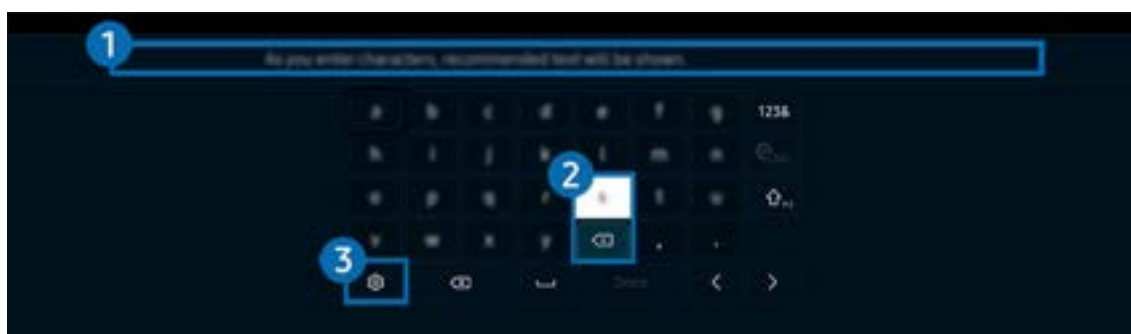 1
As you enter characters, recommended text will be shown.
a b c d e f g 123&
h i j k l m n
2
o p q r s t u
v w x y , .
3
Done < >